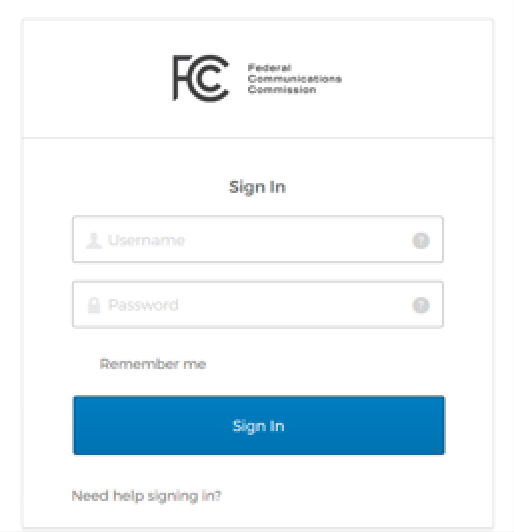 FCC
Federal
Communications
Commission
Sign In
Username
?
Password
?
Remember me
Sign In
Need help signing in?